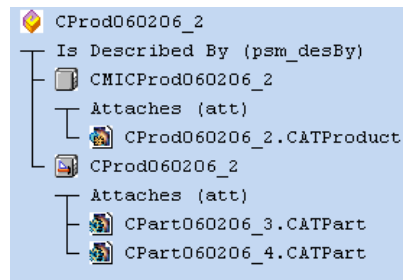 CProd060206_2
Is Described By (psm_desBy)
CMICProd060206_2
Attaches (att)
CProd060206_2.CATProduct
CProd060206_2
Attaches (att)
CPart060206_3.CATPart
CPart060206_4.CATPart